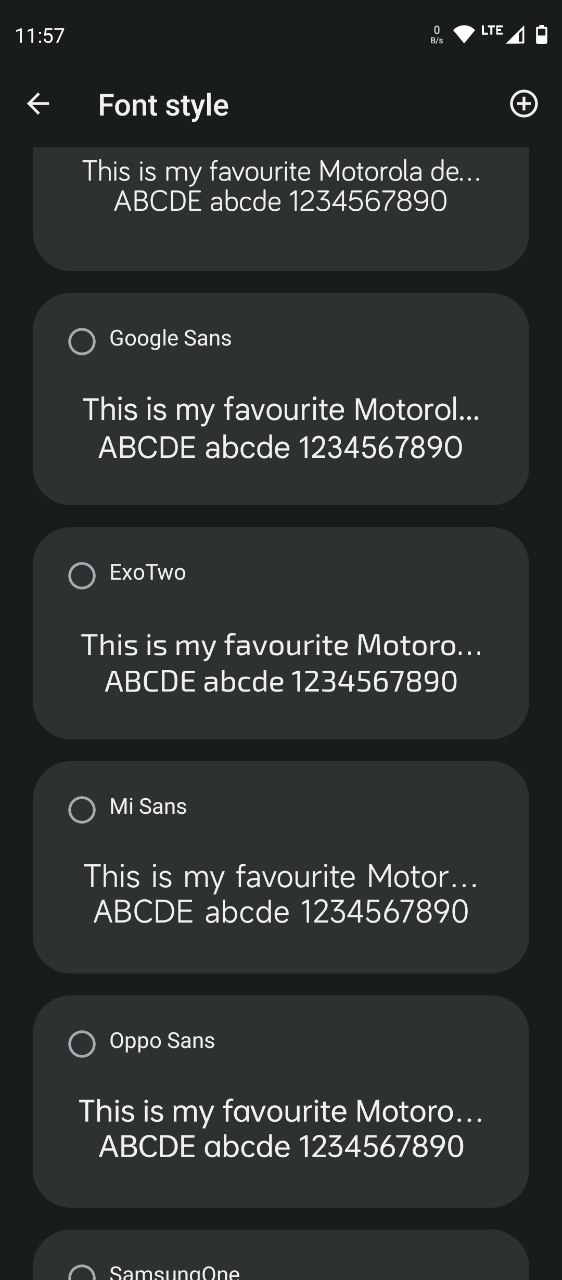 11:57
0
B/s
LTE
Font style
This is my favourite Motorola de...
ABCDE abcde 1234567890
Google Sans
This is my favourite Motorol...
ABCDE abcde 1234567890
ExoTwo
This is my favourite Motoro...
ABCDE abcde 1234567890
Mi Sans
This is my favourite Motor...
ABCDE abcde 1234567890
Oppo Sans
This is my favourite Motoro...
ABCDE abcde 1234567890
SamsungOne